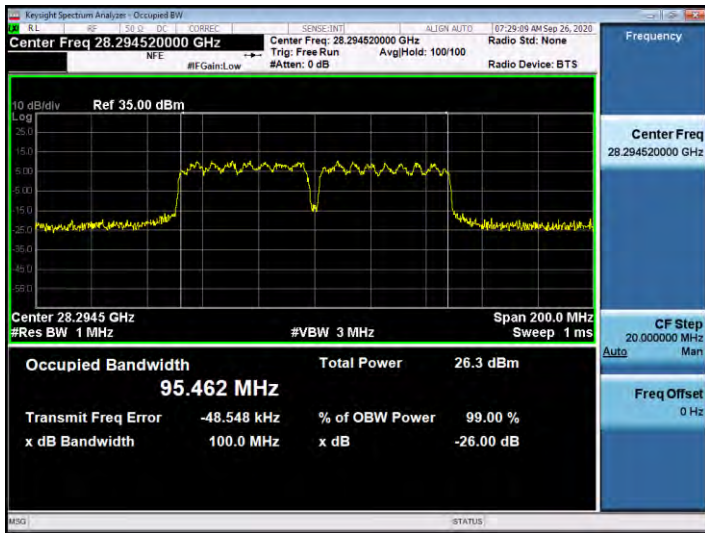 Keysight Spectrum Analyzer - Occupied BW
RL RF 50 Ω DC CORREC SENSE:INT ALIGN AUTO 07:29:09 AM Sep 26, 2020
Center Freq 28.294520000 GHz
NFE
#IFGain:Low
Center Freq: 28.294520000 GHz
Trig: Free Run Avg|Hold: 100/100
#Atten: 0 dB
Radio Std: None
Radio Device: BTS
10 dB/div Ref 35.00 dBm
Log
25.0
15.0
5.00
-5.00
-15.0
-25.0
-35.0
-45.0
-55.0
Center 28.2945 GHz Span 200.0 MHz
#Res BW 1 MHz #VBW 3 MHz Sweep 1 ms
Occupied Bandwidth Total Power 26.3 dBm
95.462 MHz
Transmit Freq Error -48.548 kHz % of OBW Power 99.00 %
x dB Bandwidth 100.0 MHz x dB -26.00 dB
MSG STATUS
Frequency
Center Freq
28.294520000 GHz
CF Step
20.000000 MHz
Auto Man
Freq Offset
0 Hz